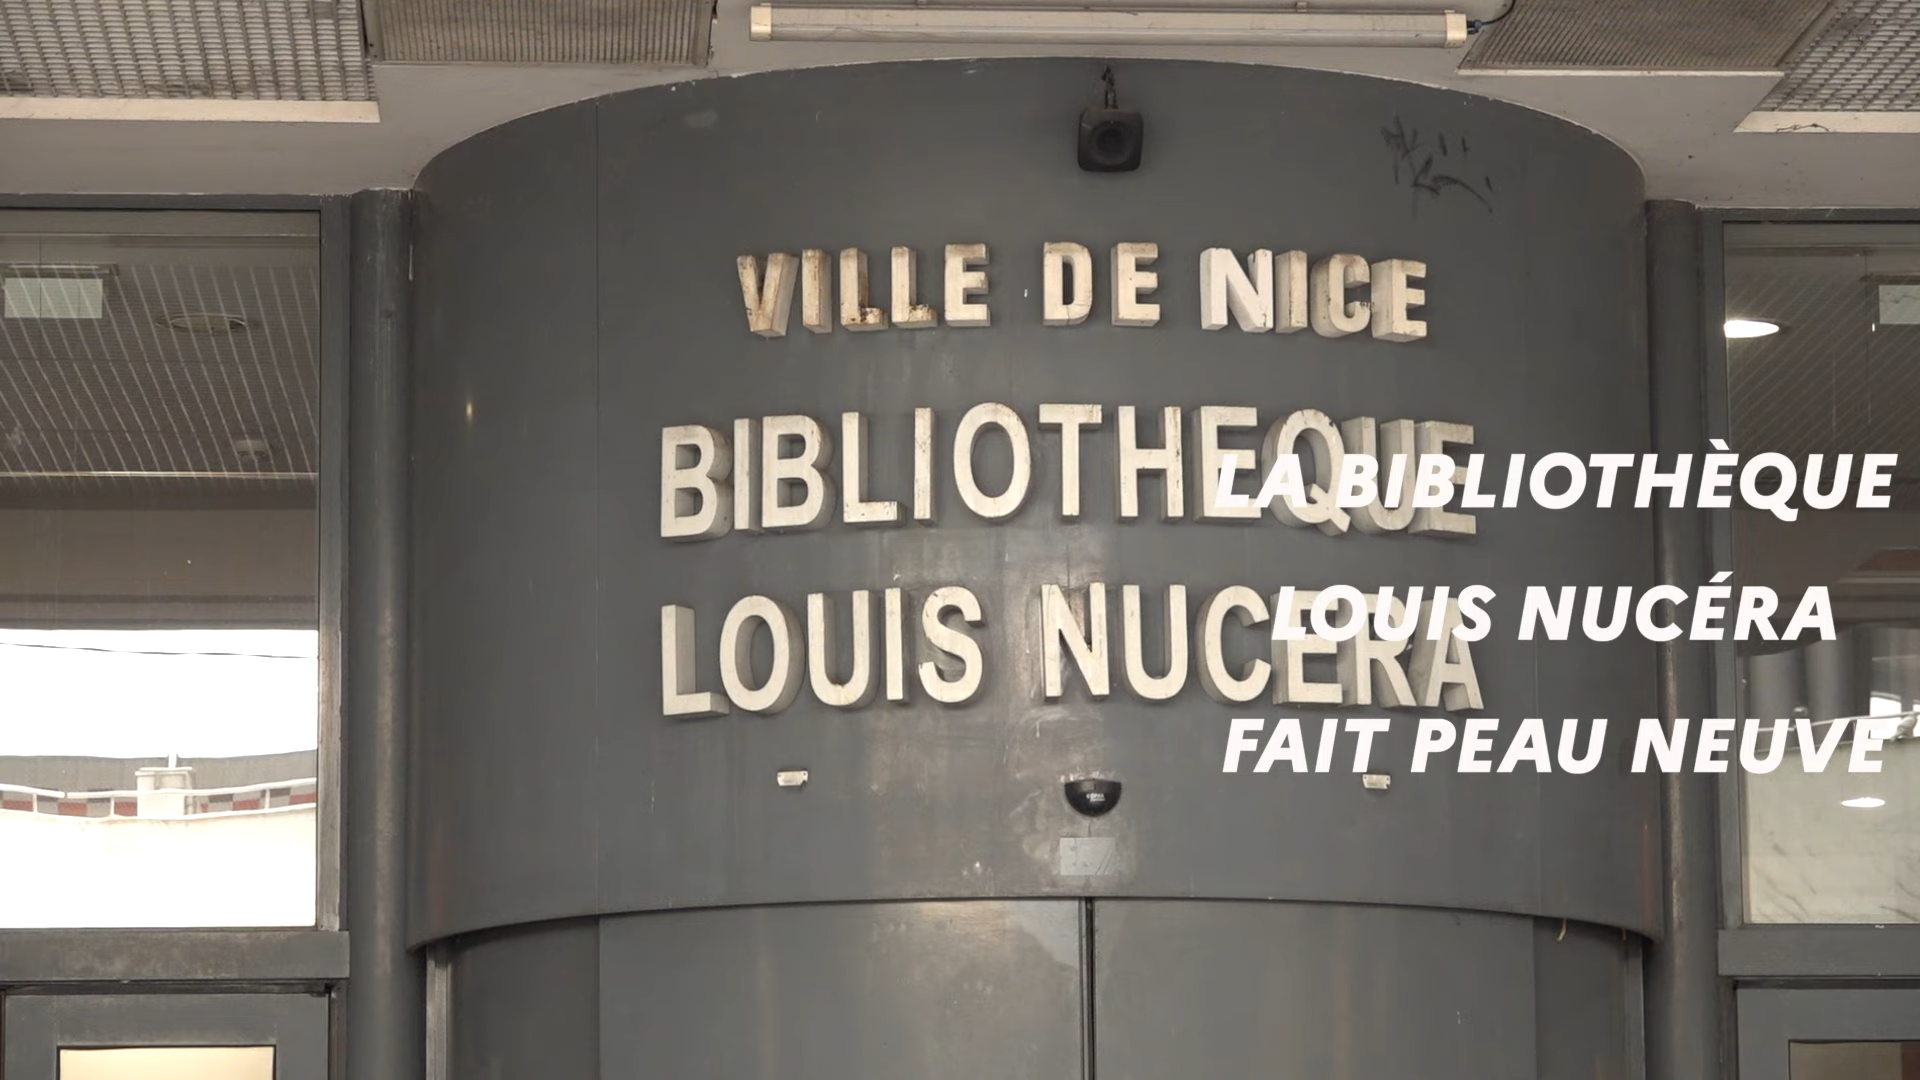 VILLE DE NICE
BIBLIOTHEQUE
LOUIS NUCERA
LA BIBLIOTHÈQUE
LOUIS NUCÉRA
FAIT PEAU NEUVE